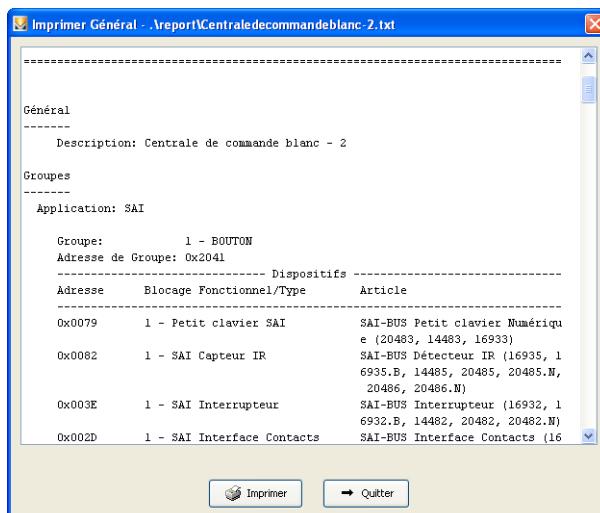 Imprimer Général - .\report\Centraledecommandeblanc-2.txt
================================================================================
Général
-------
Description: Centrale de commande blanc - 2
Groupes
-------
Application: SAI
Groupe: 1 - BOUTON
Adresse de Groupe: 0x2041
------------------------------- Dispositifs -------------------------------
Adresse Blocage Fonctionnel/Type Article
---------------------------------------------------------------------------
0x0079 1 - Petit clavier SAI SAI-BUS Petit clavier Numériqu
e (20483, 14483, 16933)
0x0082 1 - SAI Capteur IR SAI-BUS Détecteur IR (16935, 1
6935.B, 14485, 20485, 20485.N,
20486, 20486.N)
0x003E 1 - SAI Interrupteur SAI-BUS Interrupteur (16932, 1
6932.B, 14482, 20482, 20482.N)
0x002D 1 - SAI Interface Contacts SAI-BUS Interface Contacts (16
Imprimer Quitter